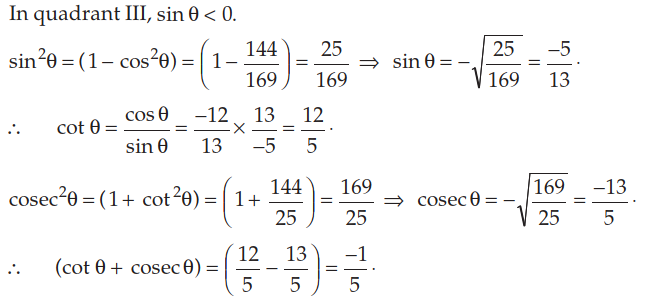 In quadrant III, sin θ < 0.
sin²θ = (1 − cos²θ) = (1 − 144/169) = 25/169 ⇒ sin θ = −√(25/169) = −5/13 ·
∴ cot θ = cos θ/sin θ = −12/13 × 13/−5 = 12/5 ·
cosec²θ = (1 + cot²θ) = (1 + 144/25) = 169/25 ⇒ cosec θ = −√(169/25) = −13/5 ·
∴ (cot θ + cosec θ) = (12/5 − 13/5) = −1/5 ·